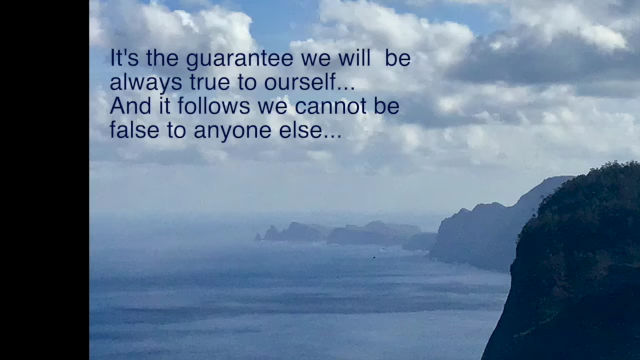 It's the guarantee we will  be
always true to ourself...
And it follows we cannot be
false to anyone else...